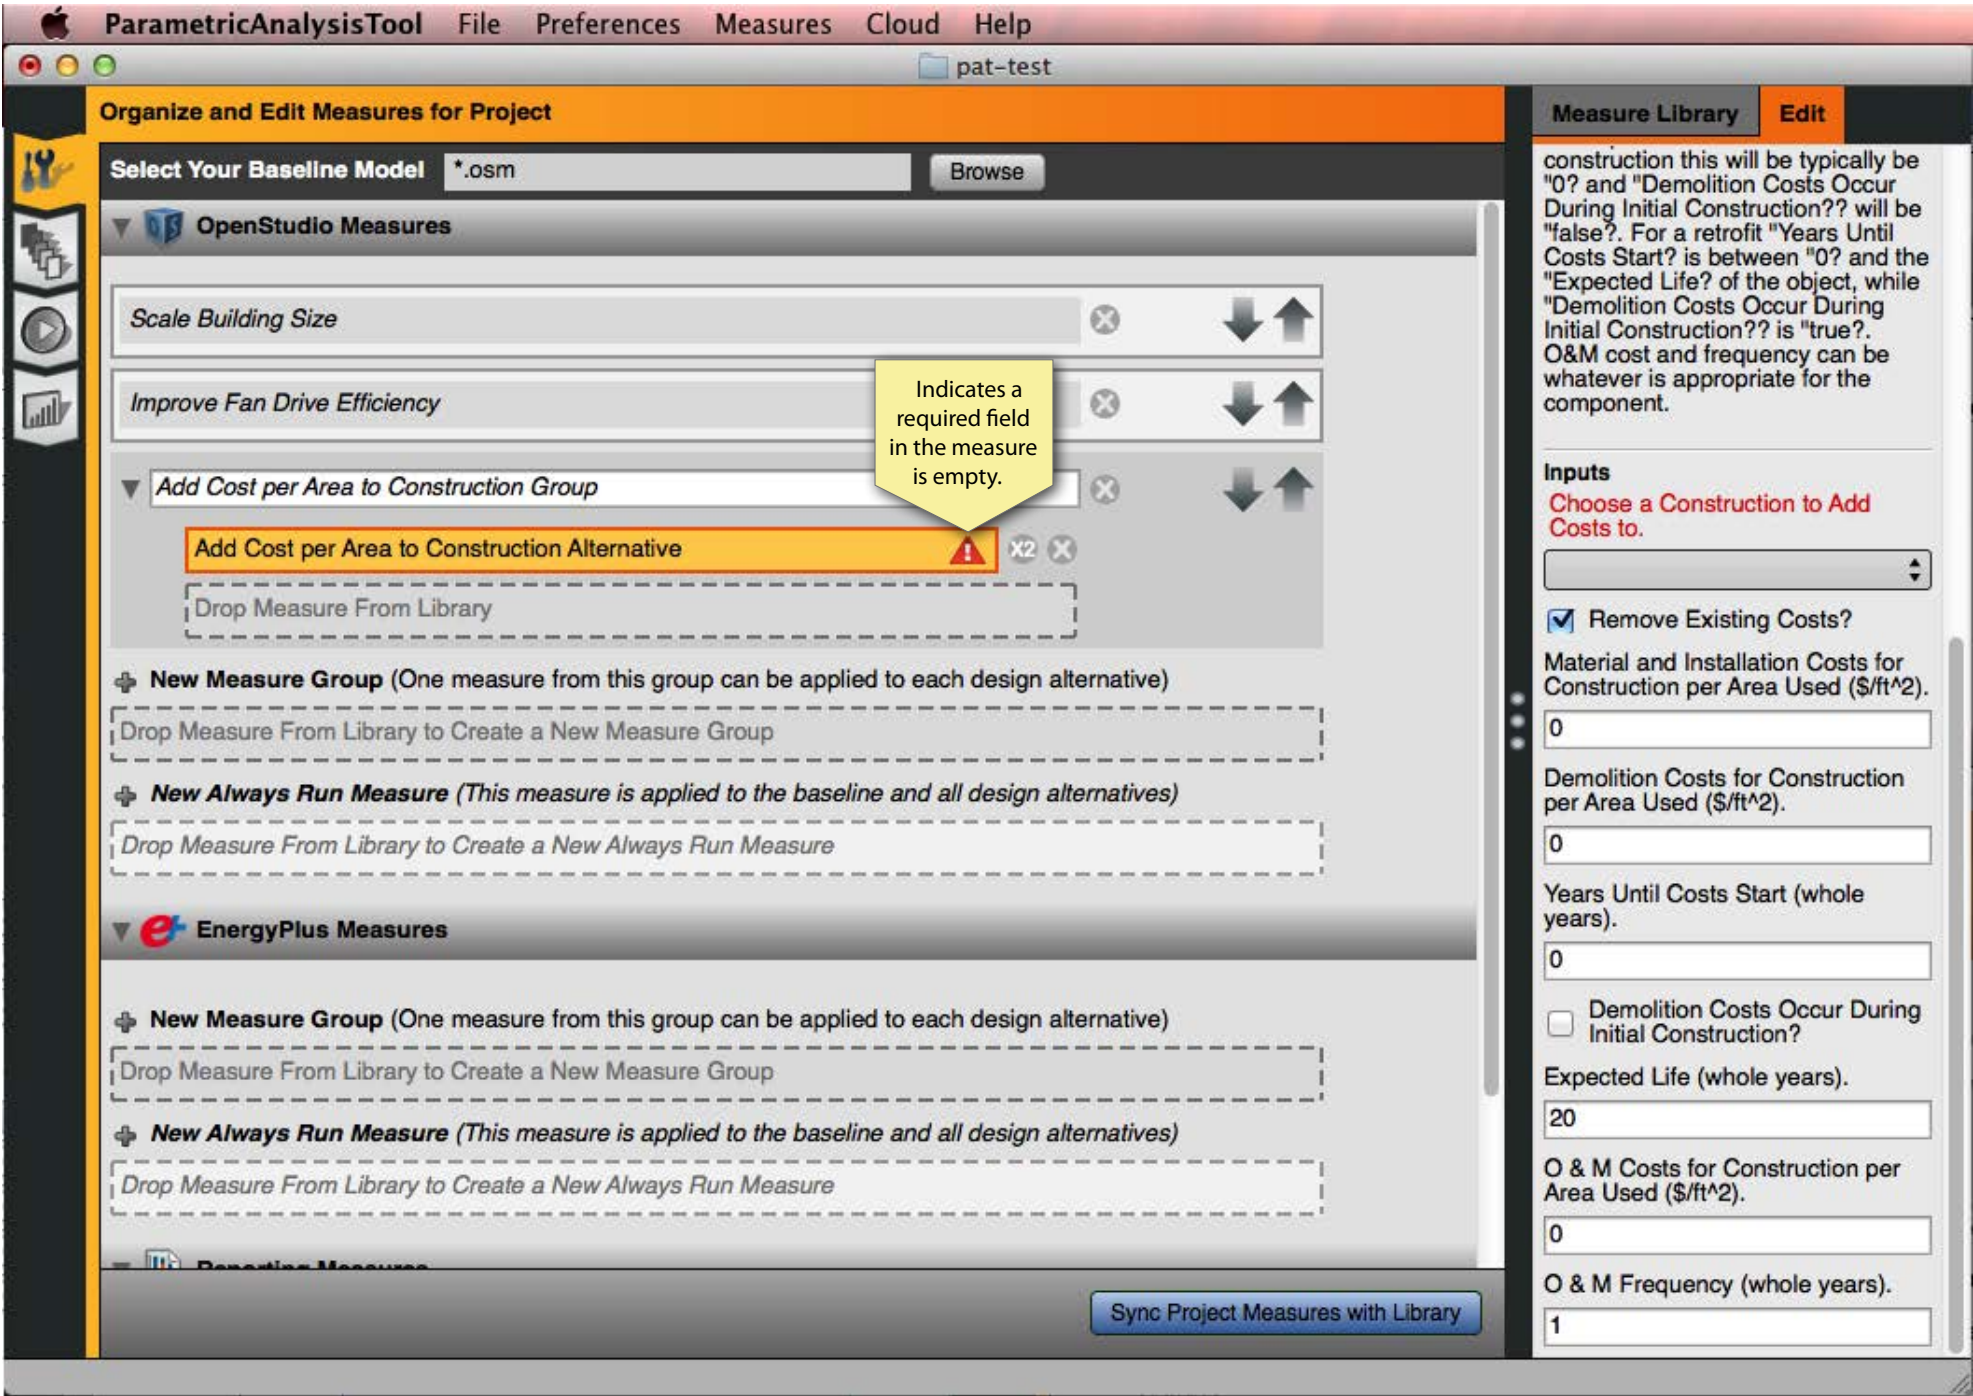 ParametricAnalysisTool File Preferences Measures Cloud Help
pat-test
Organize and Edit Measures for Project
Select Your Baseline Model *.osm Browse
OpenStudio Measures
Scale Building Size
Improve Fan Drive Efficiency
Indicates a
required field
in the measure
is empty.
Add Cost per Area to Construction Group
Add Cost per Area to Construction Alternative
X2
Drop Measure From Library
New Measure Group (One measure from this group can be applied to each design alternative)
Drop Measure From Library to Create a New Measure Group
New Always Run Measure (This measure is applied to the baseline and all design alternatives)
Drop Measure From Library to Create a New Always Run Measure
EnergyPlus Measures
New Measure Group (One measure from this group can be applied to each design alternative)
Drop Measure From Library to Create a New Measure Group
New Always Run Measure (This measure is applied to the baseline and all design alternatives)
Drop Measure From Library to Create a New Always Run Measure
Reporting Measures
Sync Project Measures with Library
Measure Library Edit
construction this will be typically be
"0? and "Demolition Costs Occur
During Initial Construction?? will be
"false?. For a retrofit "Years Until
Costs Start? is between "0? and the
"Expected Life? of the object, while
"Demolition Costs Occur During
Initial Construction?? is "true?.
O&M cost and frequency can be
whatever is appropriate for the
component.
Inputs
Choose a Construction to Add
Costs to.
Remove Existing Costs?
Material and Installation Costs for
Construction per Area Used ($/ft^2).
0
Demolition Costs for Construction
per Area Used ($/ft^2).
0
Years Until Costs Start (whole
years).
0
Demolition Costs Occur During
Initial Construction?
Expected Life (whole years).
20
O & M Costs for Construction per
Area Used ($/ft^2).
0
O & M Frequency (whole years).
1